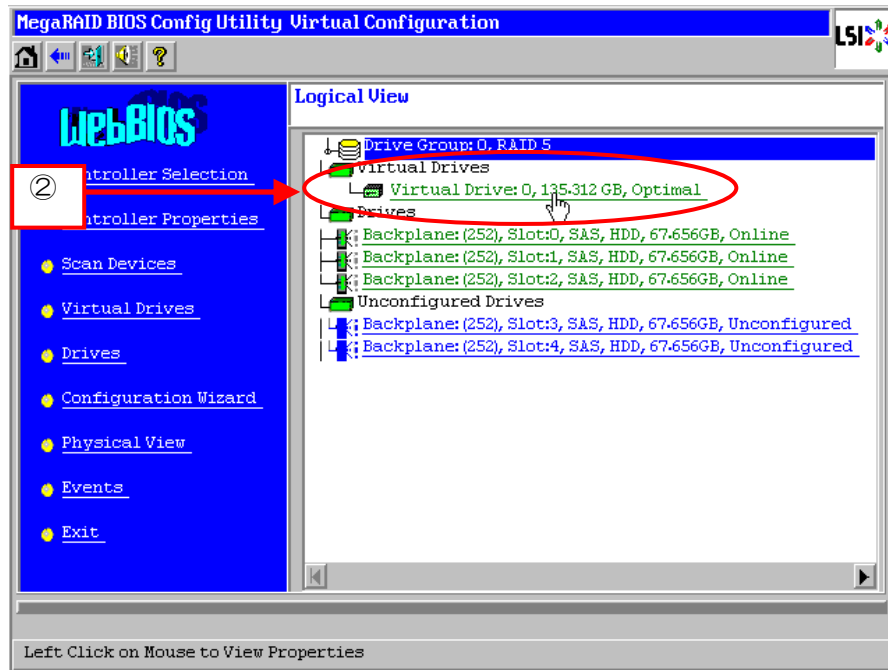 MegaRAID BIOS Config Utility Virtual Configuration
LSI
WebBIOS
Logical View
Drive Group: 0, RAID 5
Virtual Drives
Virtual Drive: 0, 135.312 GB, Optimal
Drives
Backplane: (252), Slot:0, SAS, HDD, 67.656GB, Online
Backplane: (252), Slot:1, SAS, HDD, 67.656GB, Online
Backplane: (252), Slot:2, SAS, HDD, 67.656GB, Online
Unconfigured Drives
Backplane: (252), Slot:3, SAS, HDD, 67.656GB, Unconfigured
Backplane: (252), Slot:4, SAS, HDD, 67.656GB, Unconfigured
②
ntroller Selection
ntroller Properties
Scan Devices
Virtual Drives
Drives
Configuration Wizard
Physical View
Events
Exit
Left Click on Mouse to View Properties